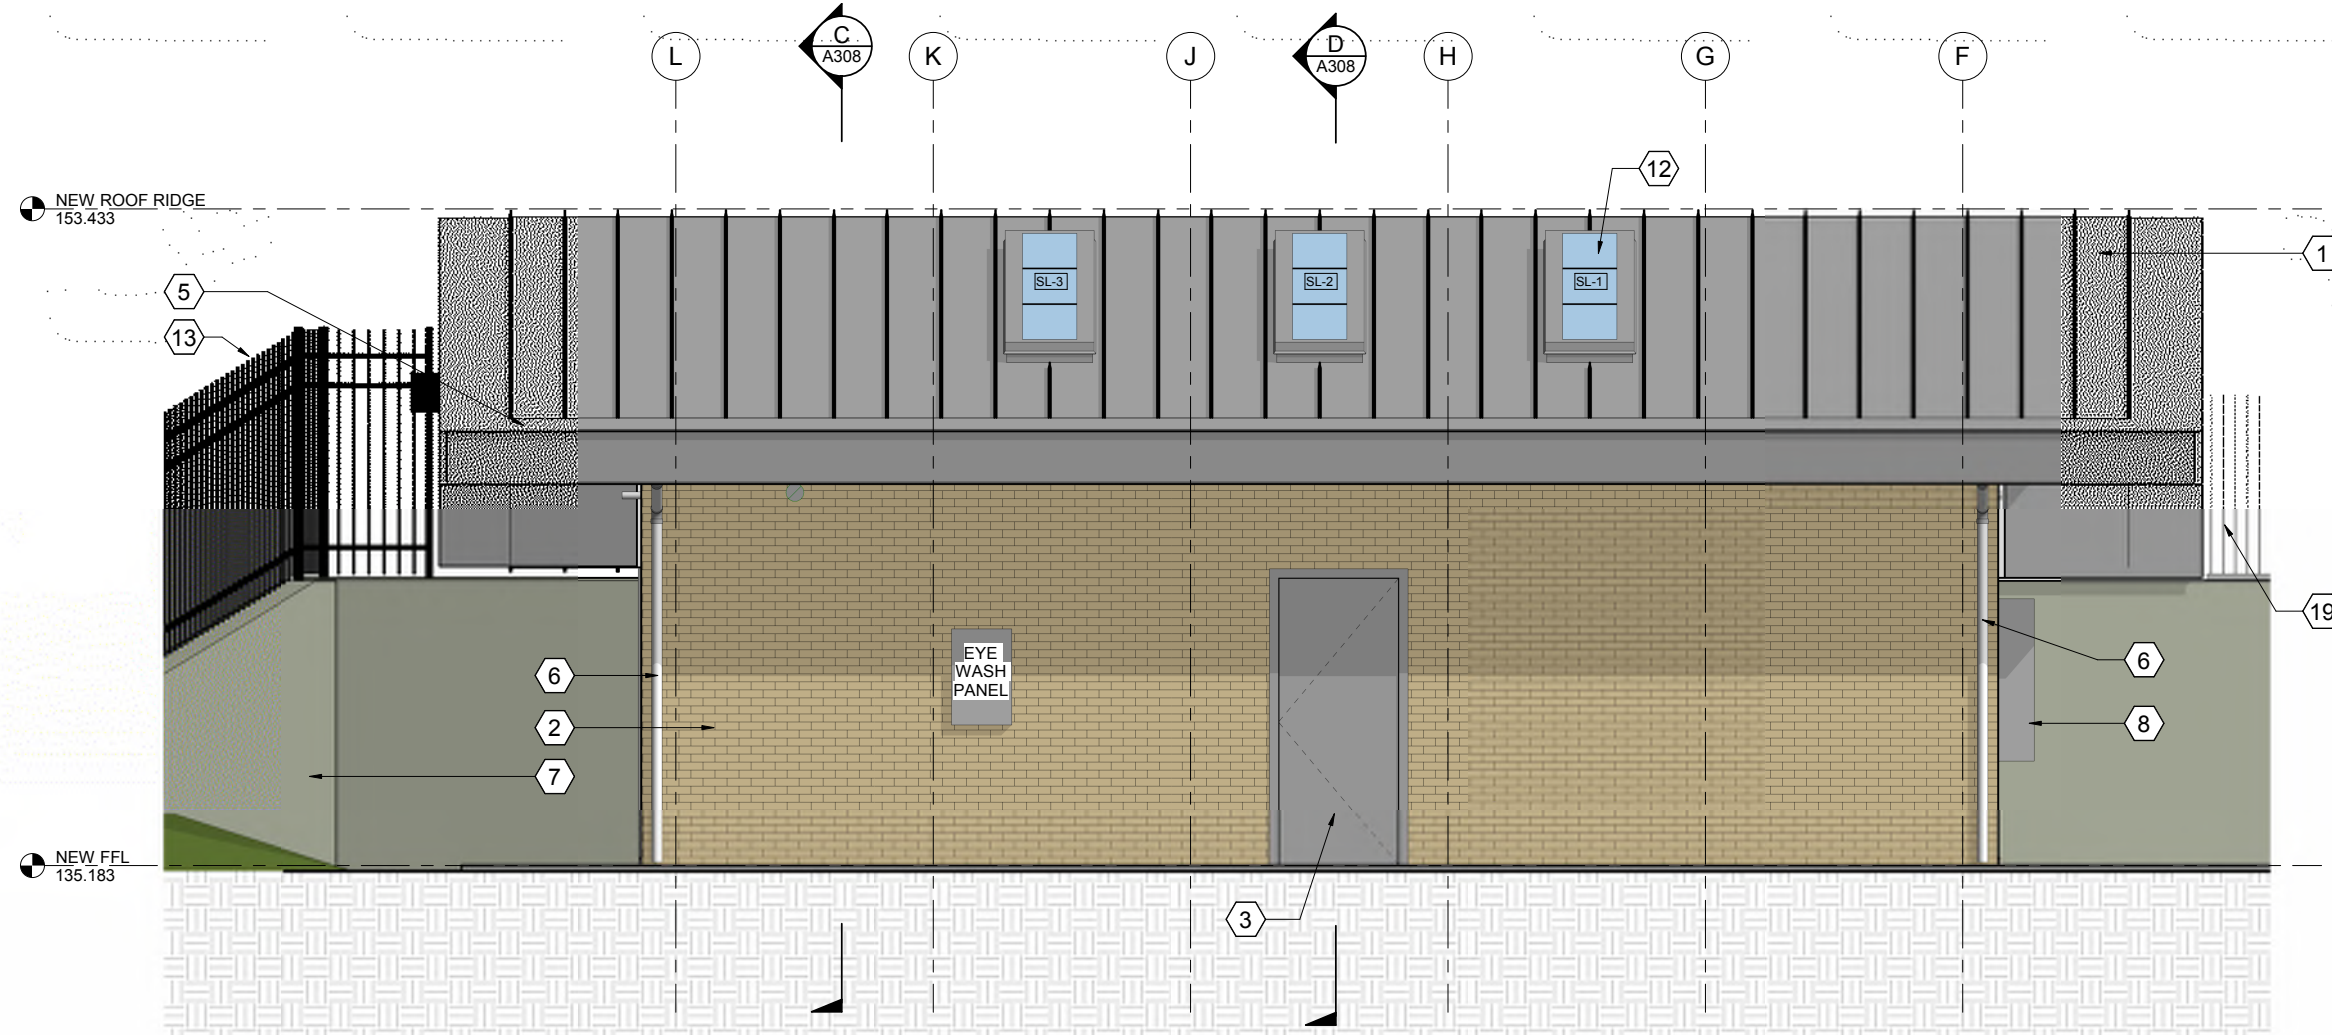 C
A308
D
A308
L
K
J
H
G
F
12
NEW ROOF RIDGE
153.433
1
5
13
SL-3
SL-2
SL-1
19
EYE
WASH
PANEL
6
6
2
8
7
NEW FFL
135.183
3